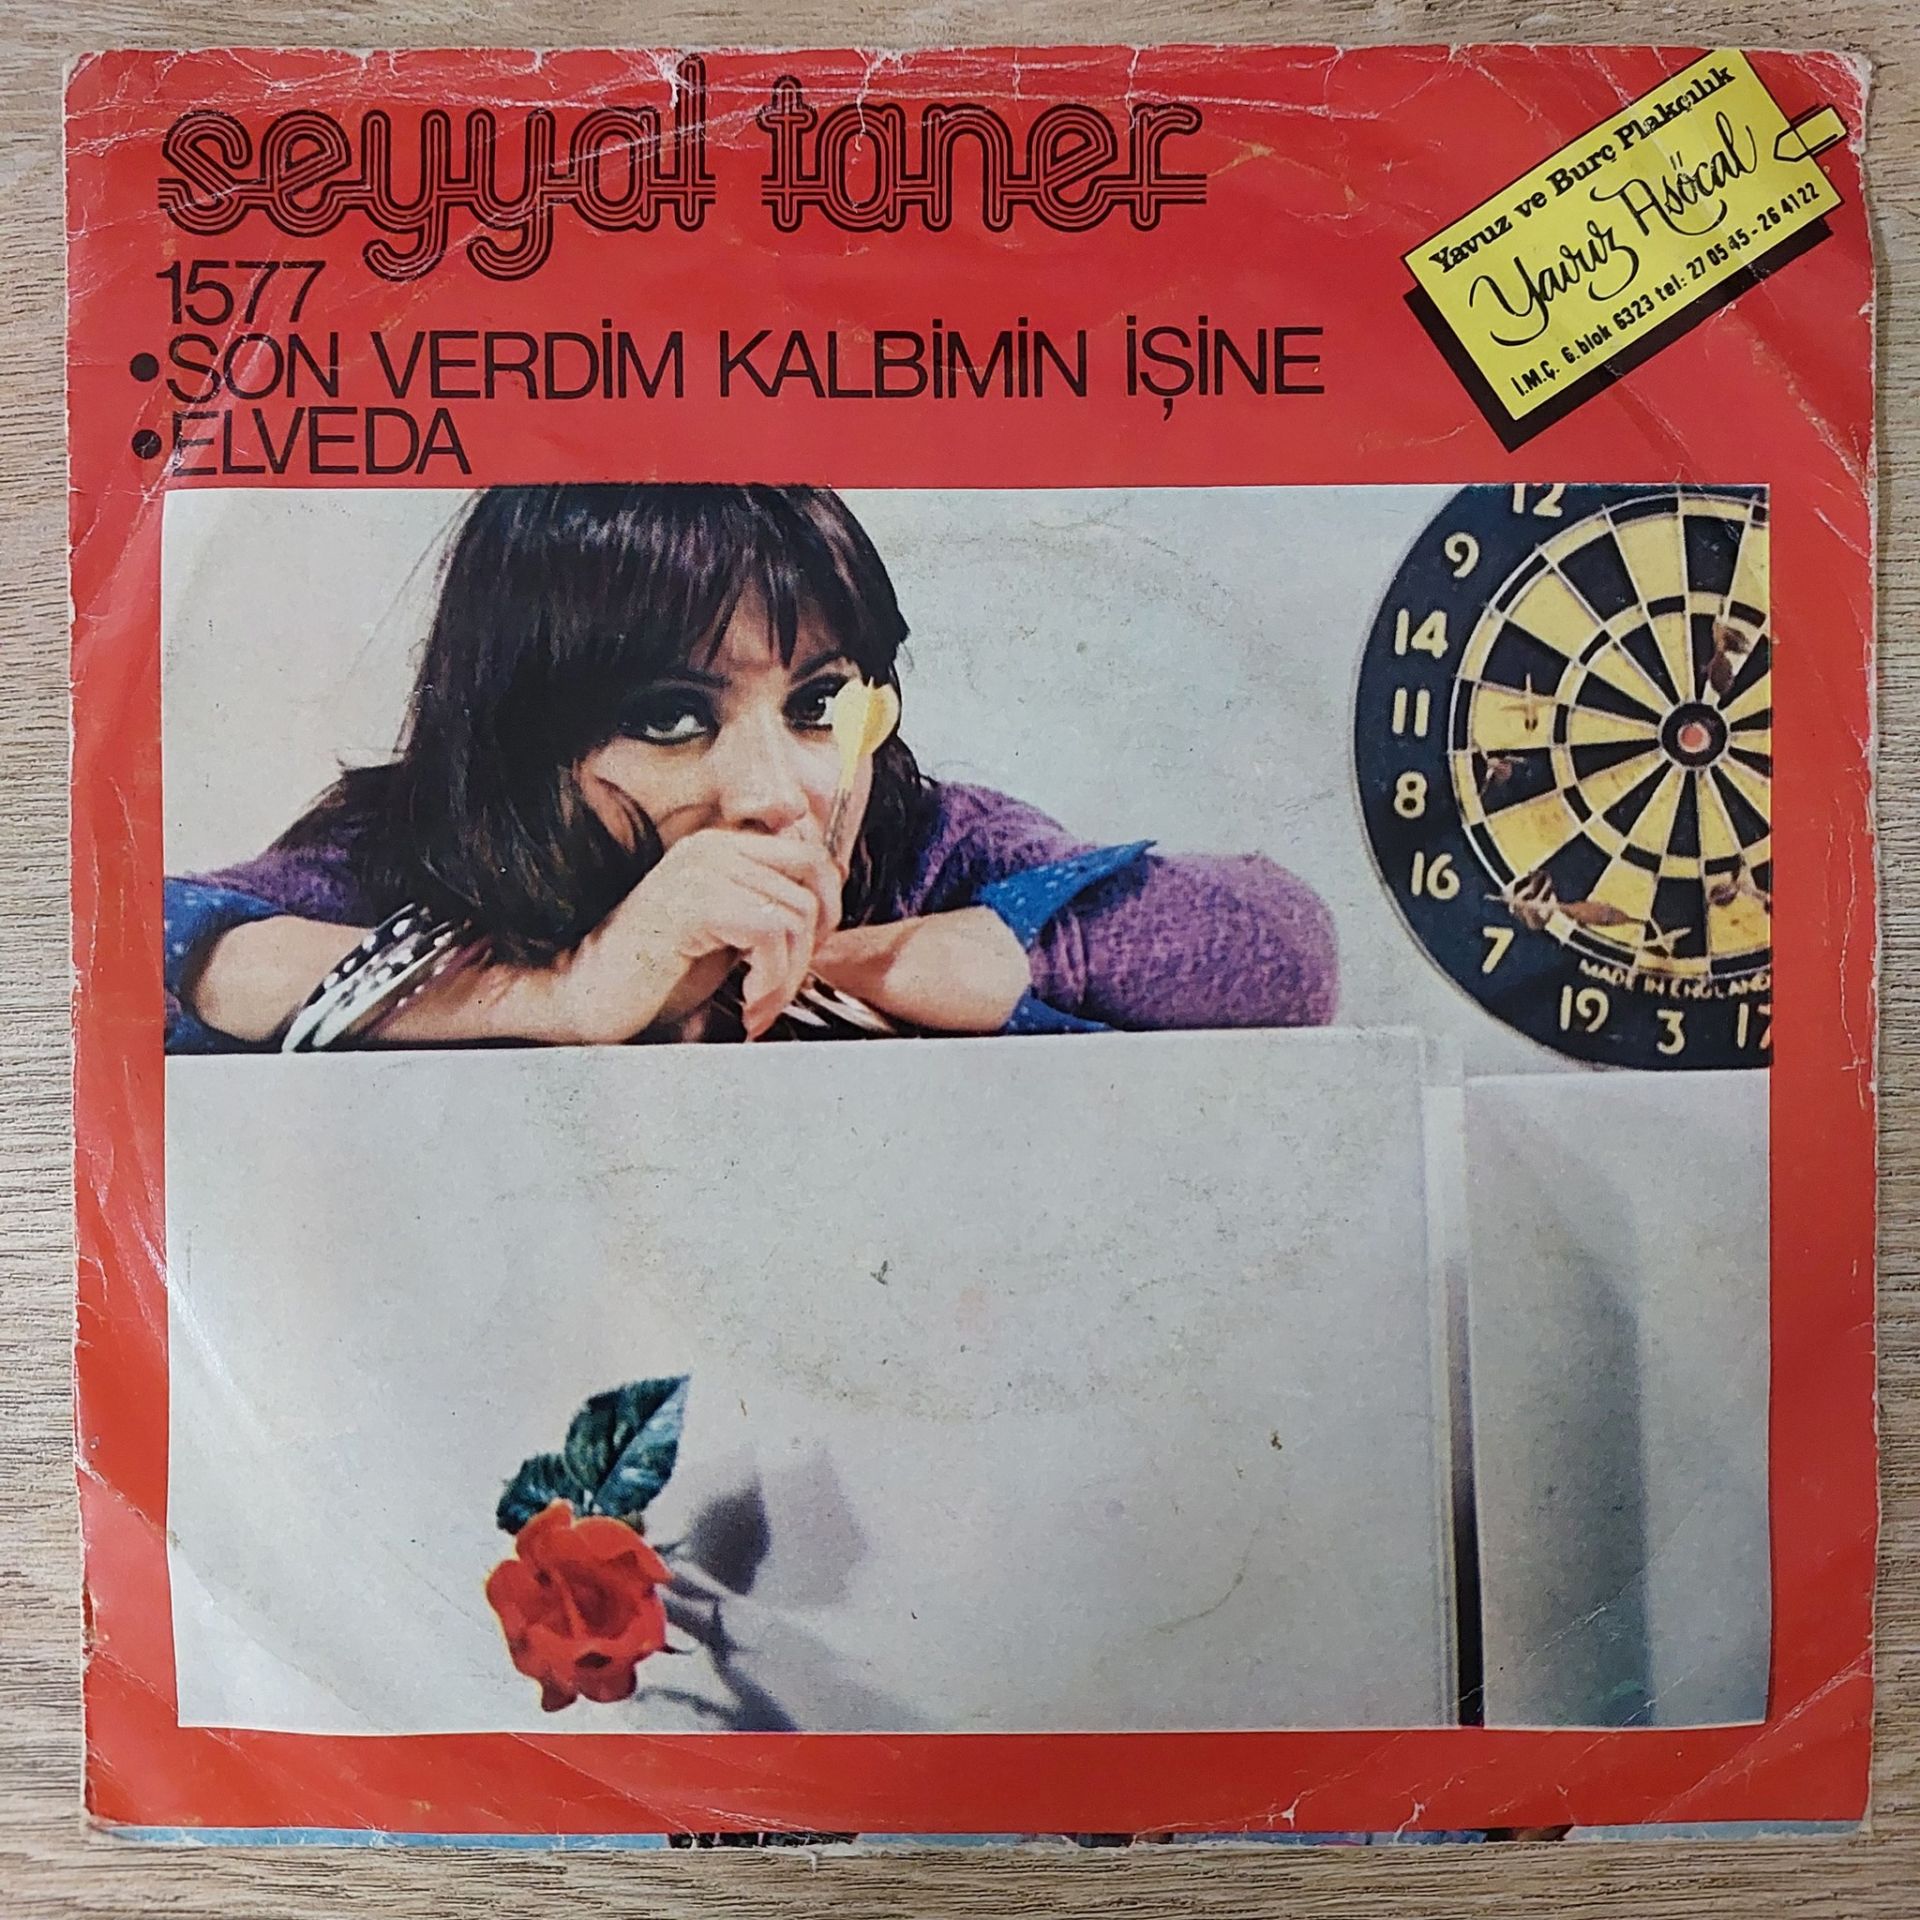 seyyal taner
1577
•SON VERDİM KALBİMİN İŞİNE
•ELVEDA
Yavuz ve Burç Plakçılık
Yavuz Asöcal
İ.M.Ç. 6.blok 6323 tel: 27 05 45 - 26 41 22
12
9
14
11
8
16
7
19
3
17
MADE IN ENGLAND